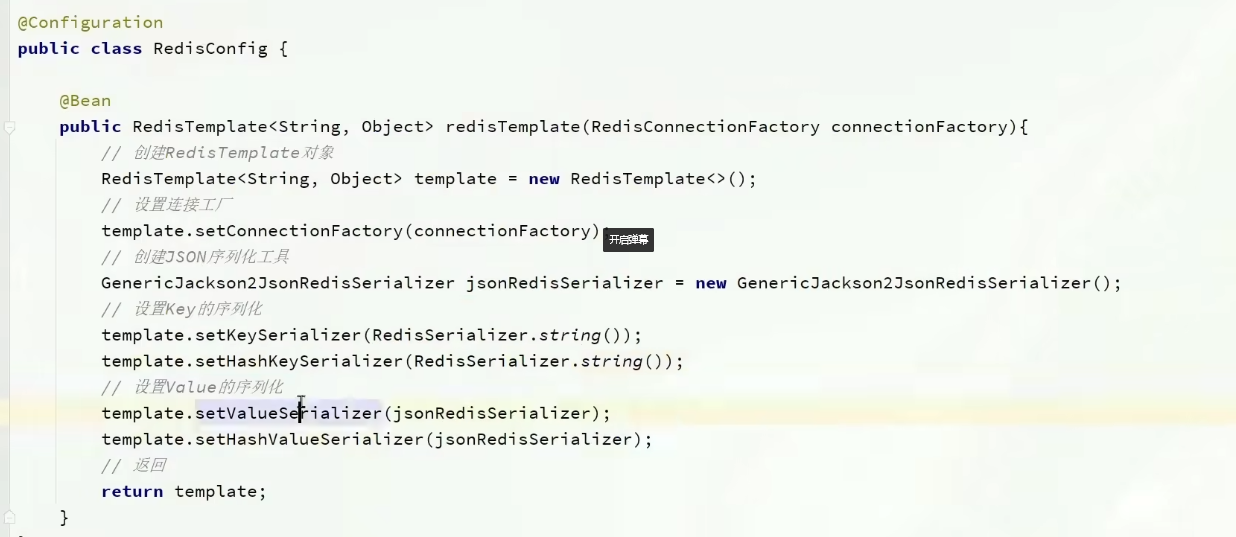 @Configuration
public class RedisConfig {
@Bean
public RedisTemplate<String, Object> redisTemplate(RedisConnectionFactory connectionFactory){
// 创建RedisTemplate对象
RedisTemplate<String, Object> template = new RedisTemplate<>();
// 设置连接工厂
template.setConnectionFactory(connectionFactory);
开启弹幕
// 创建JSON序列化工具
GenericJackson2JsonRedisSerializer jsonRedisSerializer = new GenericJackson2JsonRedisSerializer();
// 设置Key的序列化
template.setKeySerializer(RedisSerializer.string());
template.setHashKeySerializer(RedisSerializer.string());
// 设置Value的序列化
template.setValueSerializer(jsonRedisSerializer);
template.setHashValueSerializer(jsonRedisSerializer);
// 返回
return template;
}